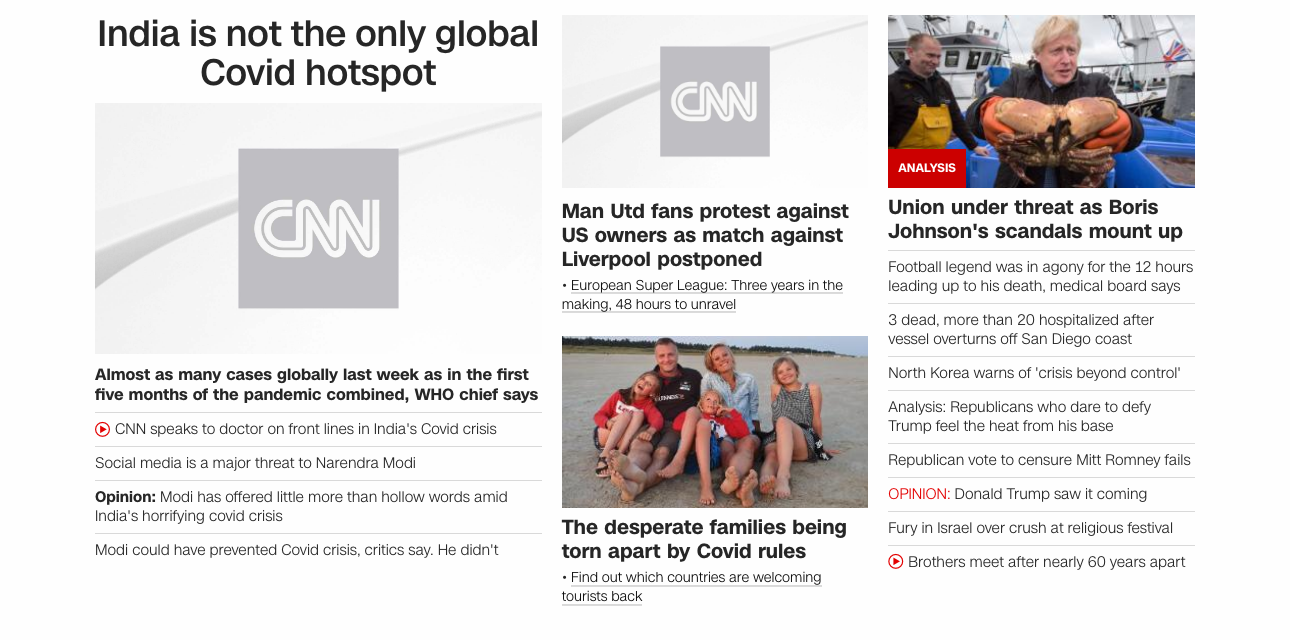 India is not the only global
Covid hotspot
CNN
Almost as many cases globally last week as in the first
five months of the pandemic combined, WHO chief says
CNN speaks to doctor on front lines in India's Covid crisis
Social media is a major threat to Narendra Modi
Opinion: Modi has offered little more than hollow words amid
India's horrifying covid crisis
Modi could have prevented Covid crisis, critics say. He didn't
CNN
Man Utd fans protest against
US owners as match against
Liverpool postponed
• European Super League: Three years in the
making, 48 hours to unravel
The desperate families being
torn apart by Covid rules
• Find out which countries are welcoming
tourists back
ANALYSIS
Union under threat as Boris
Johnson's scandals mount up
Football legend was in agony for the 12 hours
leading up to his death, medical board says
3 dead, more than 20 hospitalized after
vessel overturns off San Diego coast
North Korea warns of 'crisis beyond control'
Analysis: Republicans who dare to defy
Trump feel the heat from his base
Republican vote to censure Mitt Romney fails
OPINION: Donald Trump saw it coming
Fury in Israel over crush at religious festival
Brothers meet after nearly 60 years apart